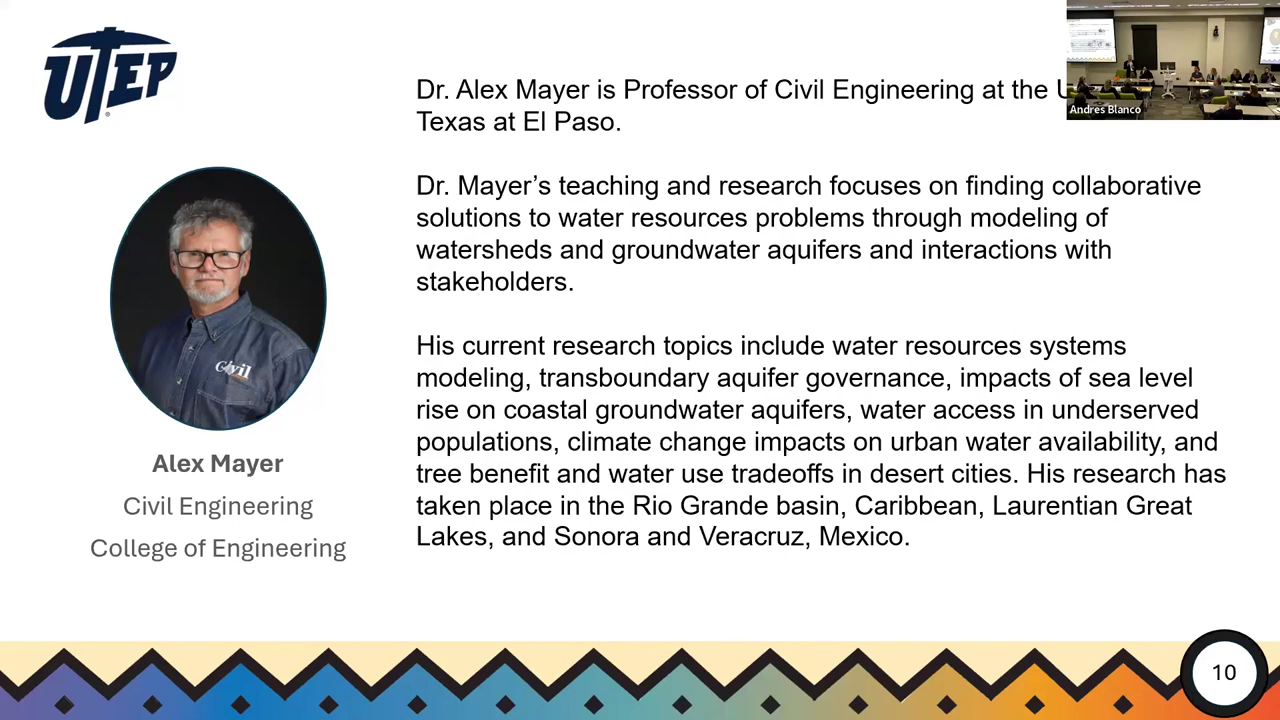 UTEP
Dr. Alex Mayer is Professor of Civil Engineering at the U
Texas at El Paso.
Andres Blanco
Dr. Mayer’s teaching and research focuses on finding collaborative
solutions to water resources problems through modeling of
watersheds and groundwater aquifers and interactions with
stakeholders.
His current research topics include water resources systems
modeling, transboundary aquifer governance, impacts of sea level
rise on coastal groundwater aquifers, water access in underserved
populations, climate change impacts on urban water availability, and
tree benefit and water use tradeoffs in desert cities. His research has
taken place in the Rio Grande basin, Caribbean, Laurentian Great
Lakes, and Sonora and Veracruz, Mexico.
Civil
Alex Mayer
Civil Engineering
College of Engineering
10